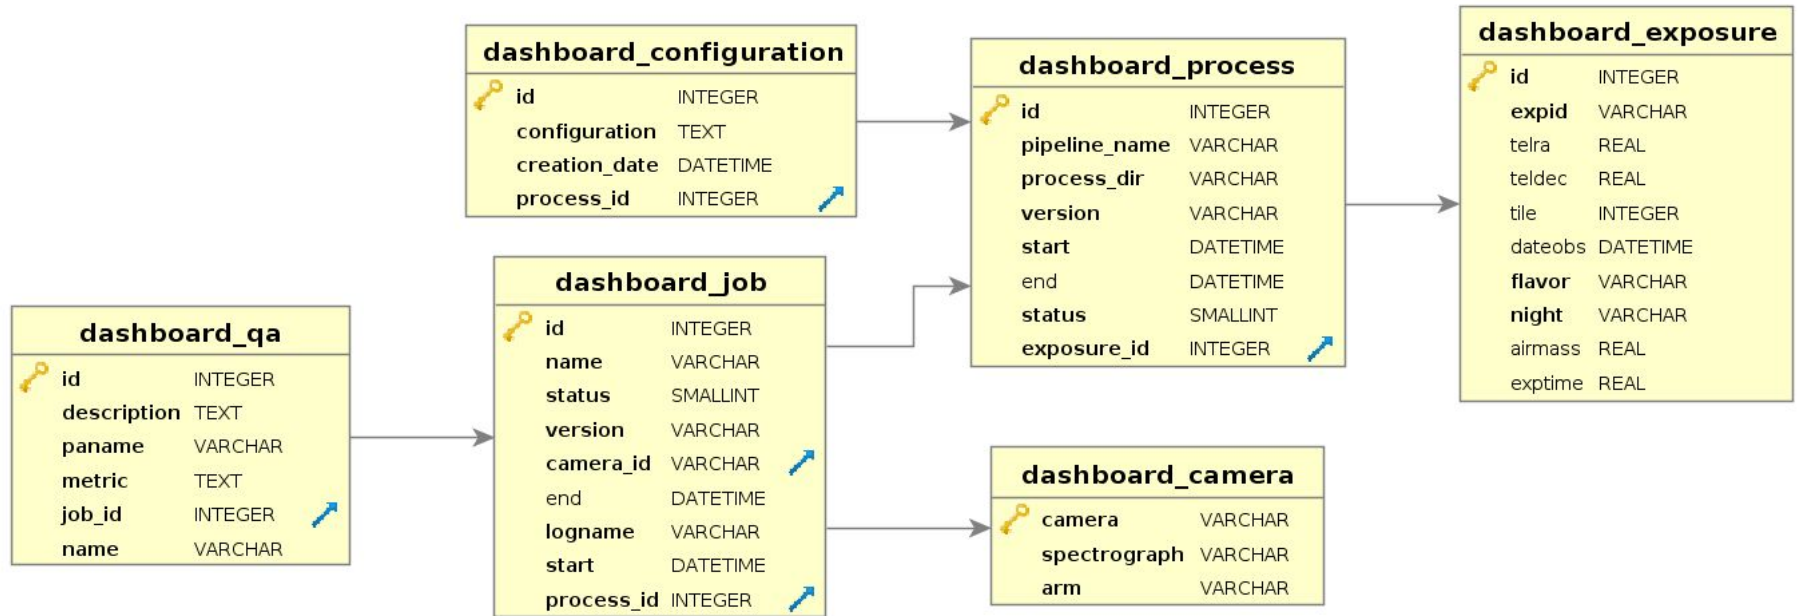 dashboard_configuration
id INTEGER
configuration TEXT
creation_date DATETIME
process_id INTEGER
dashboard_process
id INTEGER
pipeline_name VARCHAR
process_dir VARCHAR
version VARCHAR
start DATETIME
end DATETIME
status SMALLINT
exposure_id INTEGER
dashboard_exposure
id INTEGER
expid VARCHAR
telra REAL
teldec REAL
tile INTEGER
dateobs DATETIME
flavor VARCHAR
night VARCHAR
airmass REAL
exptime REAL
dashboard_qa
id INTEGER
description TEXT
paname VARCHAR
metric TEXT
job_id INTEGER
name VARCHAR
dashboard_job
id INTEGER
name VARCHAR
status SMALLINT
version VARCHAR
camera_id VARCHAR
end DATETIME
logname VARCHAR
start DATETIME
process_id INTEGER
dashboard_camera
camera VARCHAR
spectrograph VARCHAR
arm VARCHAR